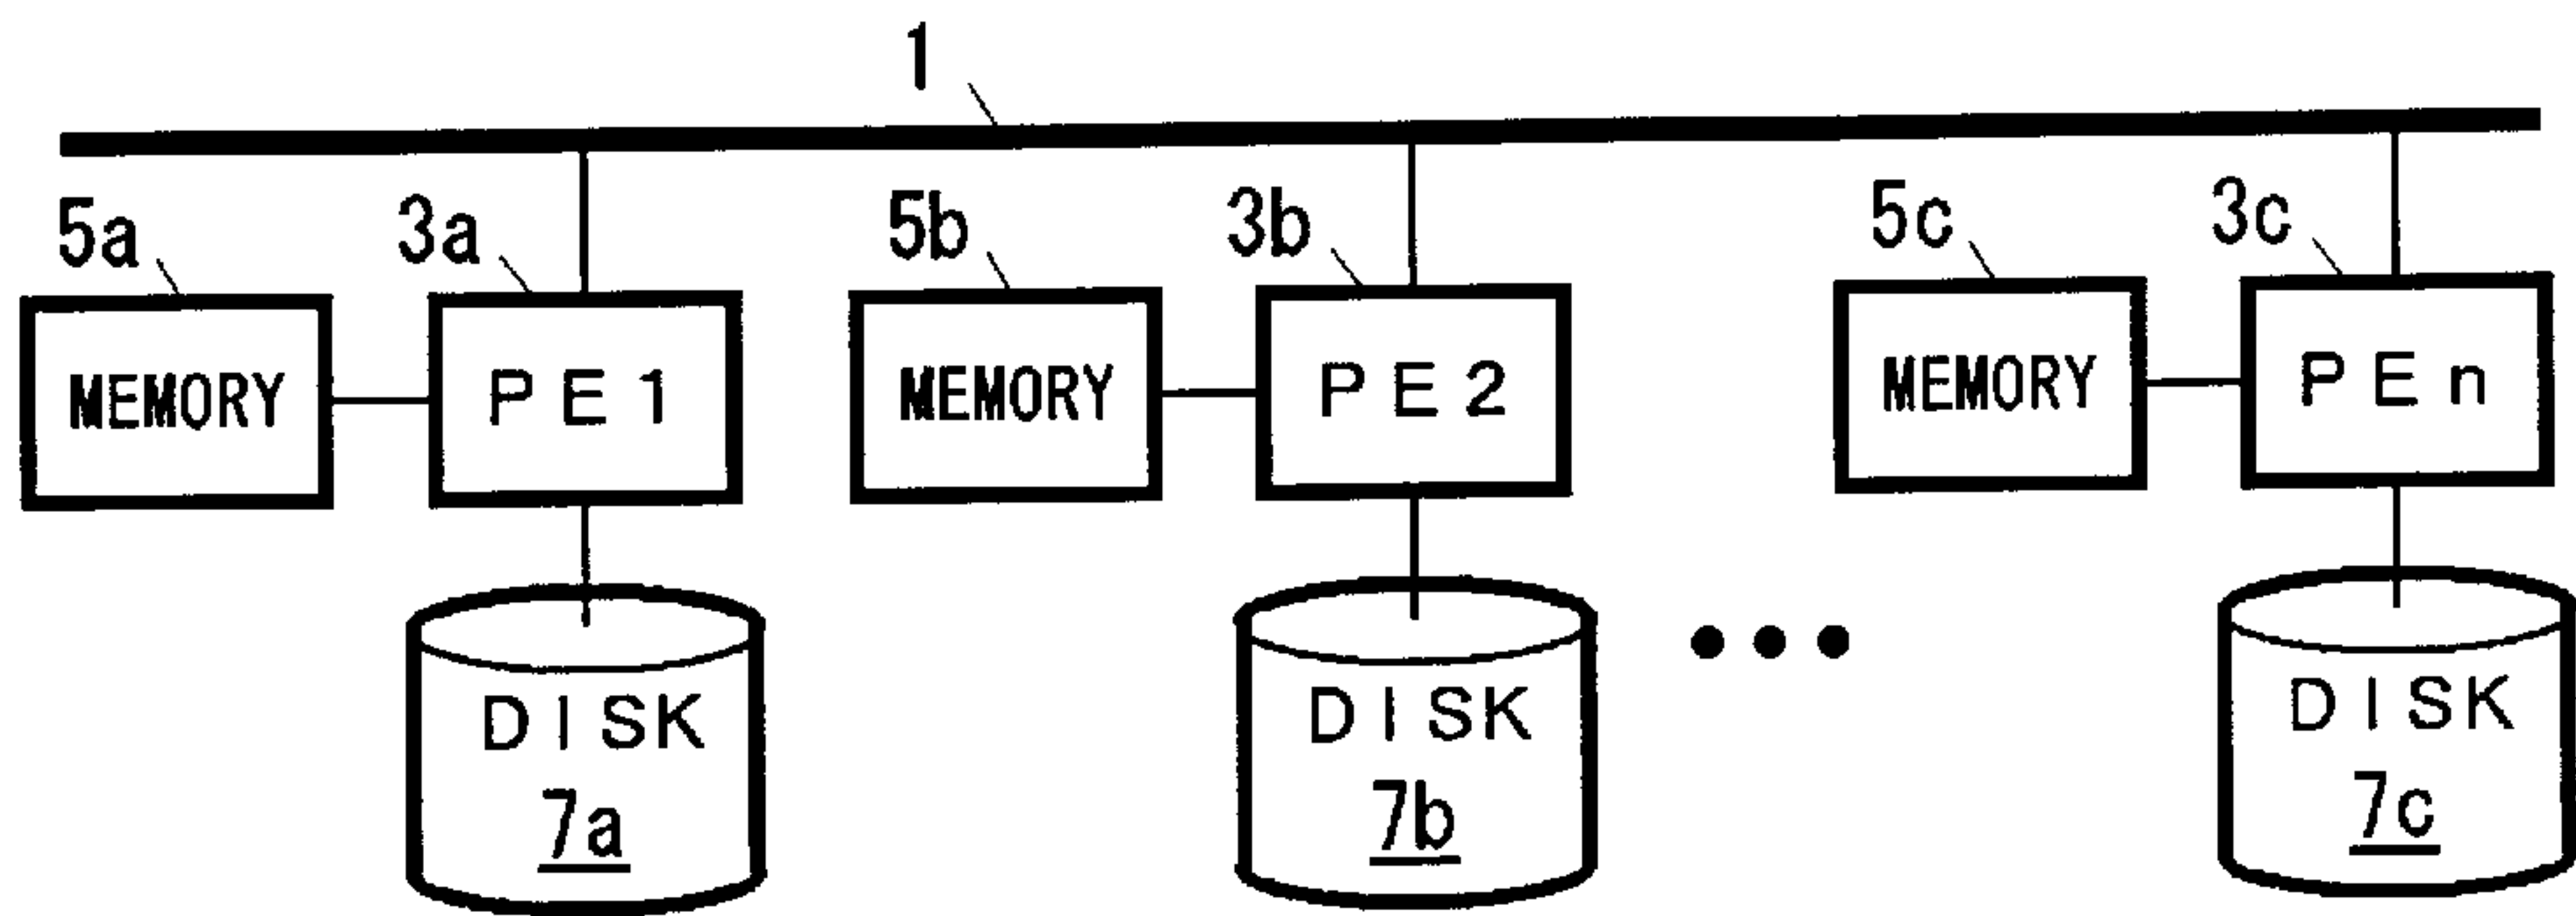 1
5a 3a 5b 3b 5c 3c
MEMORY PE1 MEMORY PE2 MEMORY PEn
DISK DISK DISK
7a 7b 7c